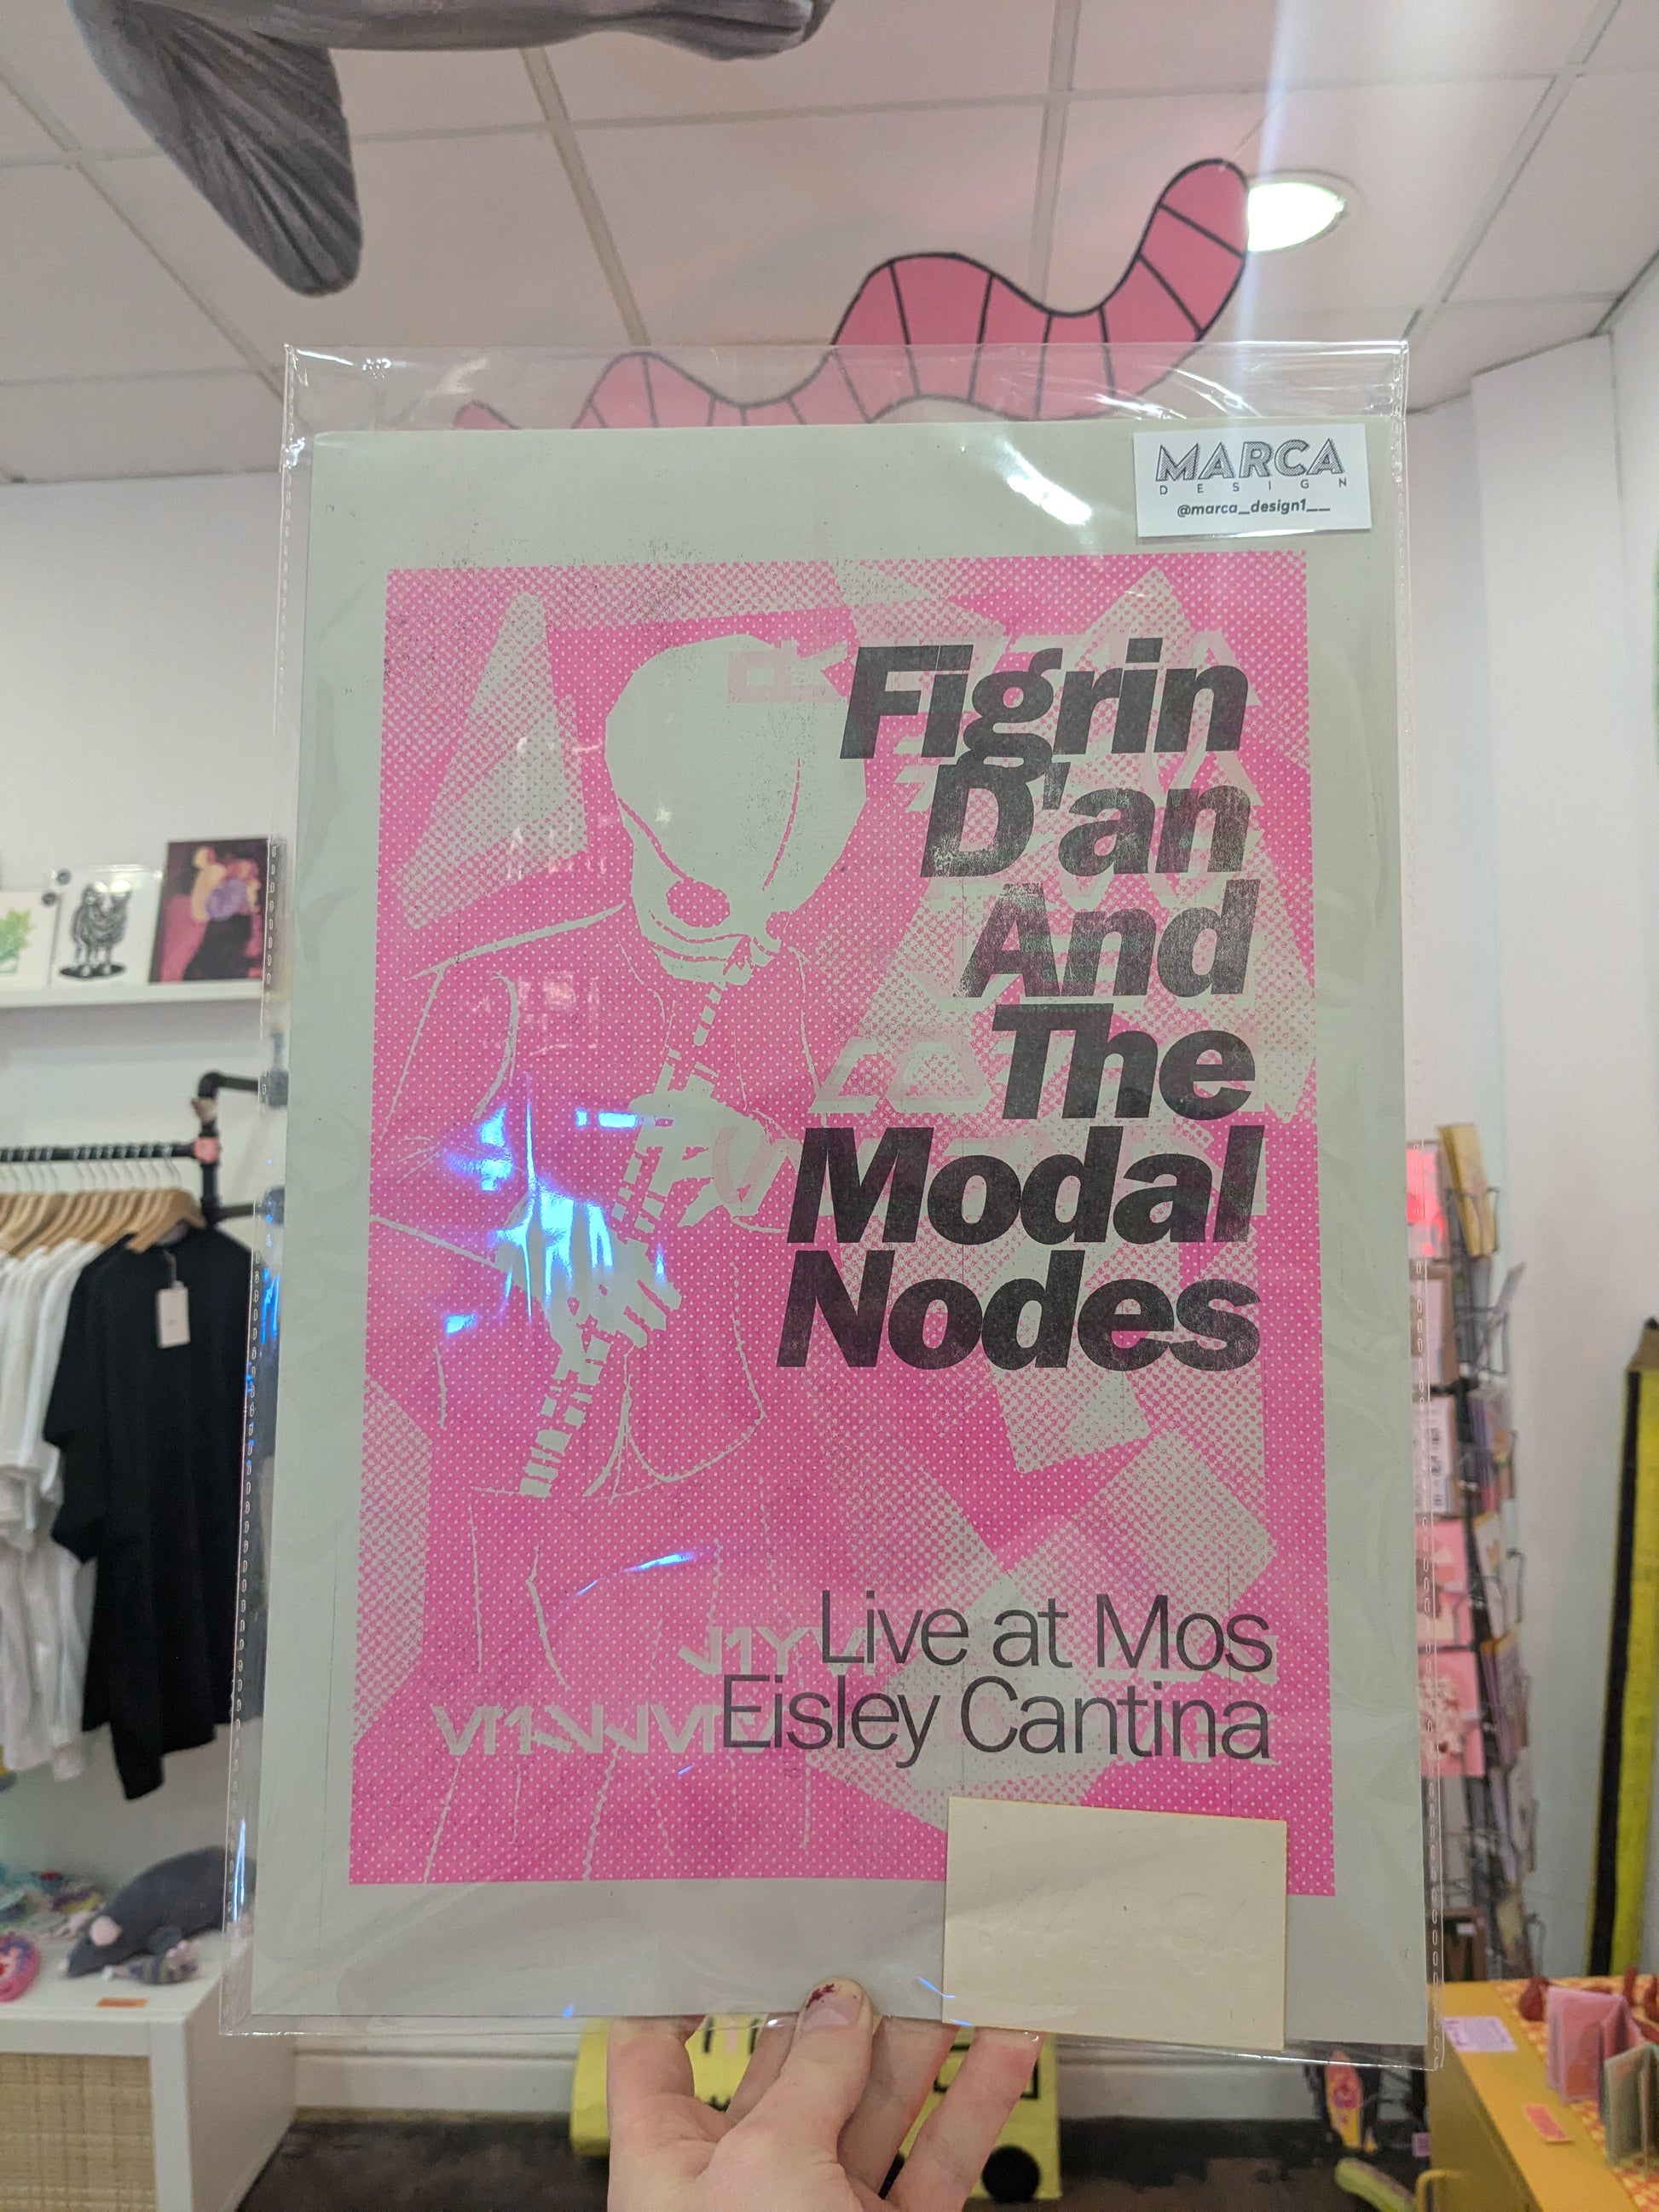 MARCA
DESIGN
@marca_design1__
Figrin
D'an
And
The
Modal
Nodes
Live at Mos
Eisley Cantina